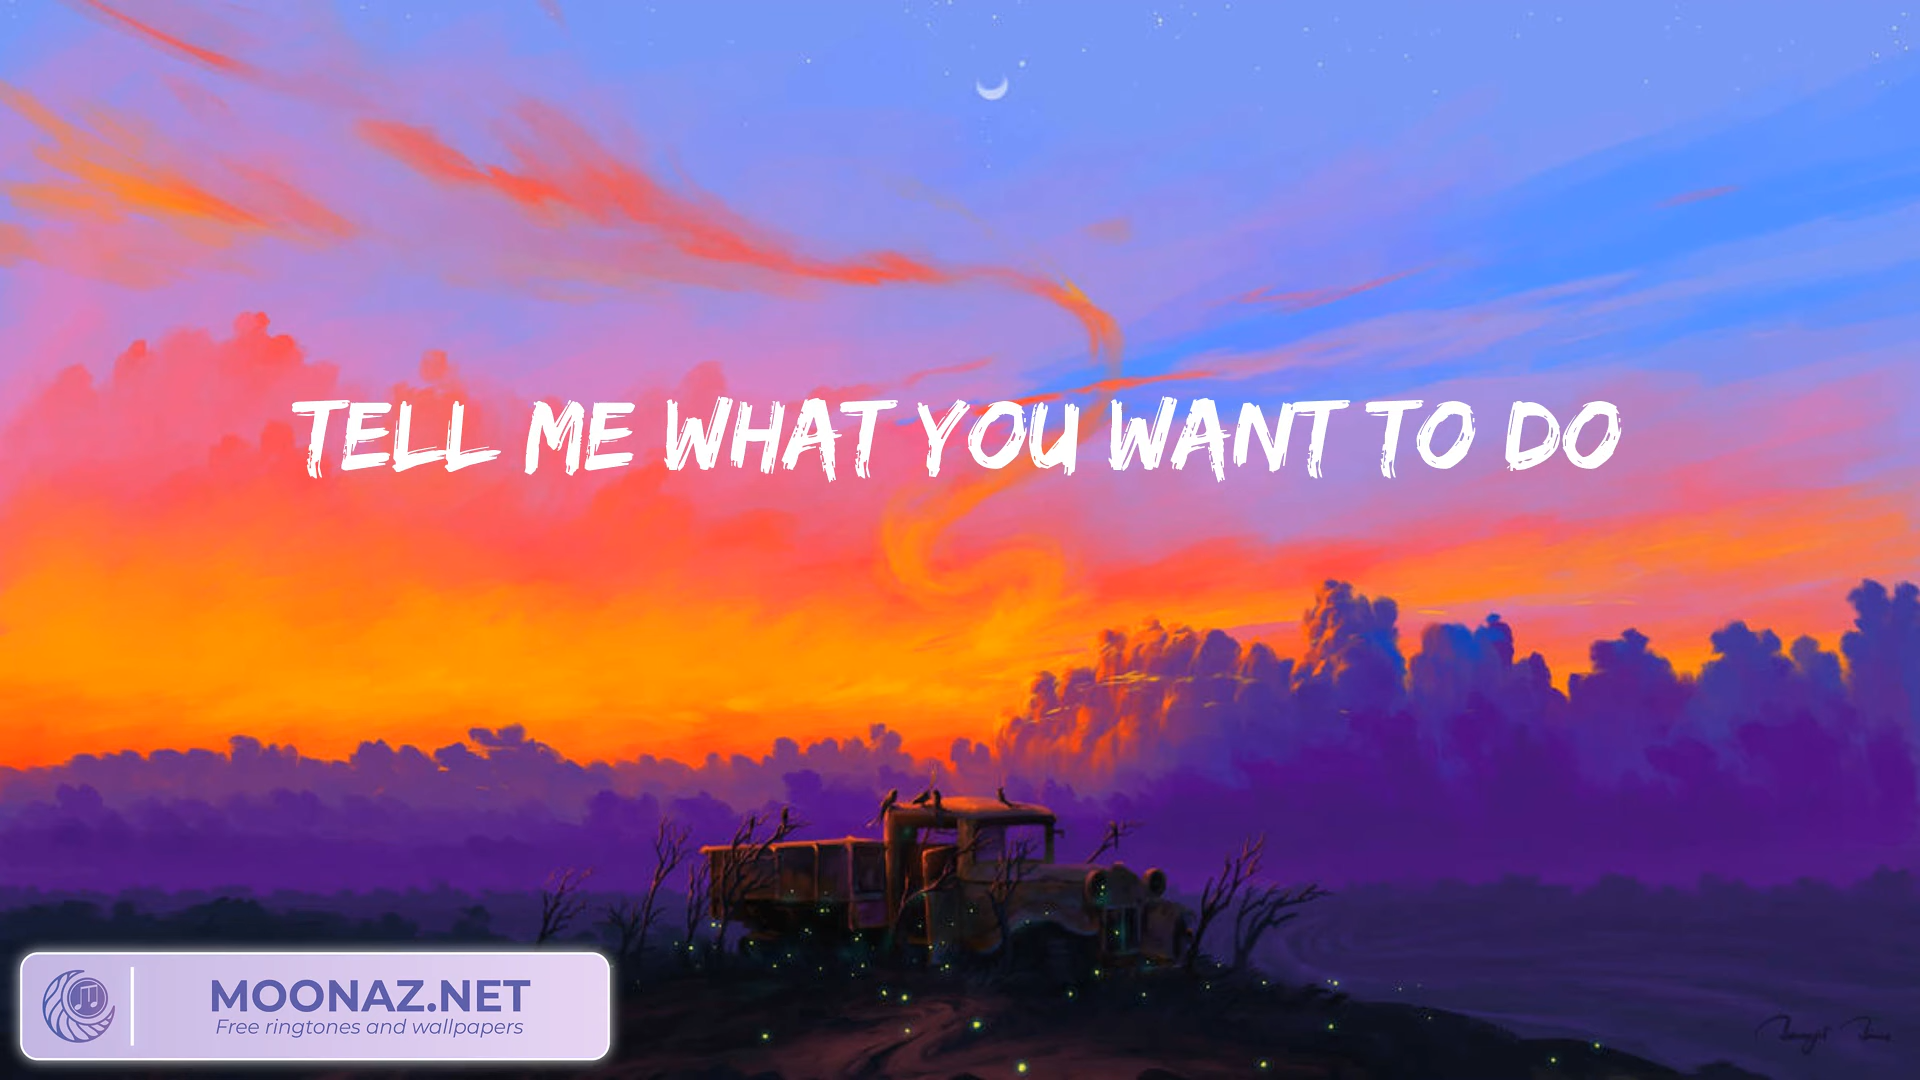 TELL ME WHAT YOU WANT TO DO
MOONAZ.NET
Free ringtones and wallpapers